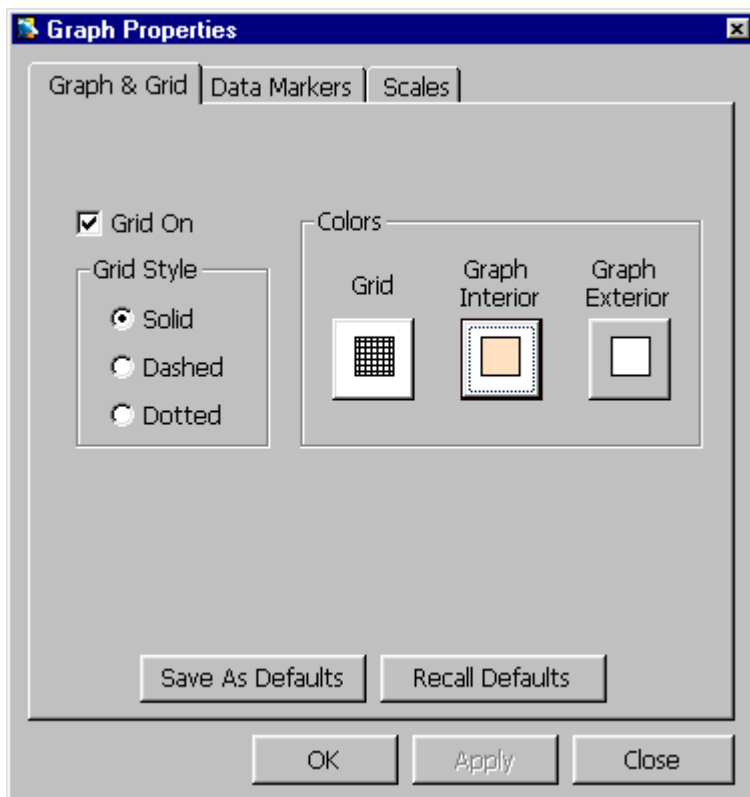 Graph Properties
Graph & Grid
Data Markers
Scales
Grid On
Grid Style
Solid
Dashed
Dotted
Colors
Grid
Graph
Interior
Graph
Exterior
Save As Defaults
Recall Defaults
OK
Apply
Close